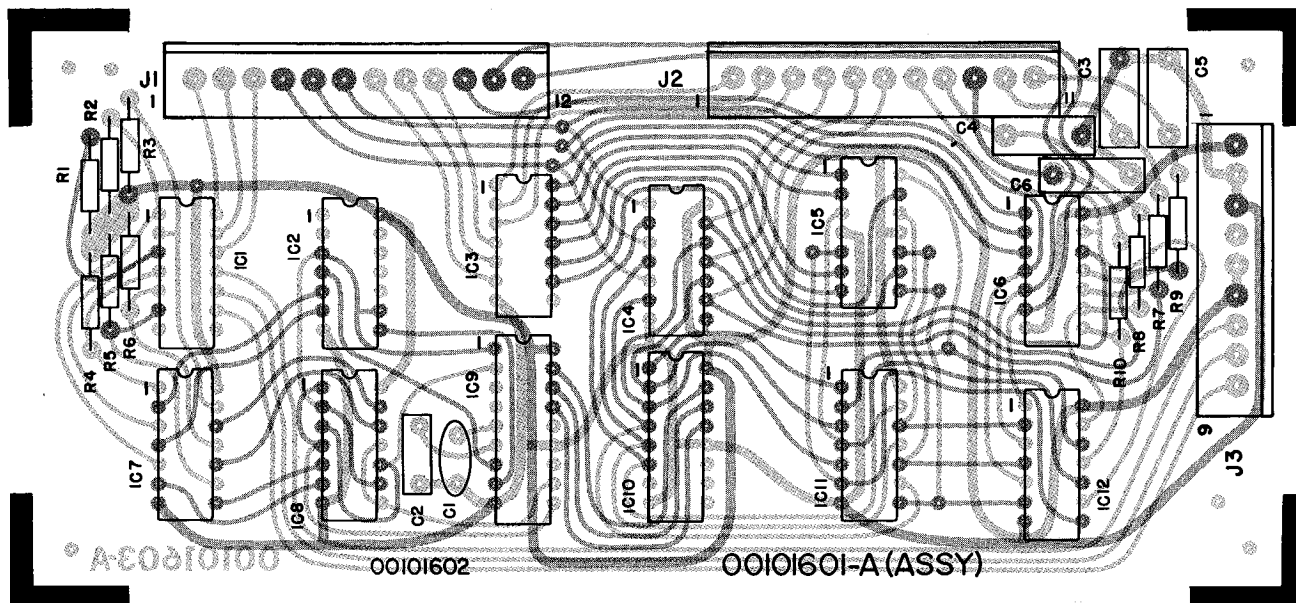 J1
1
12
J2
1
11
C3
C5
C4
C6
1
J3
9
R1
R2
R3
R4
R5
R6
1
IC1
1
IC2
1
IC3
1
IC4
1
IC5
1
IC6
R10
R8
R7
R9
1
IC7
1
IC8
C2
C1
1
IC9
1
IC10
1
IC11
1
IC12
00101603-A
00101602
00101601-A (ASSY)